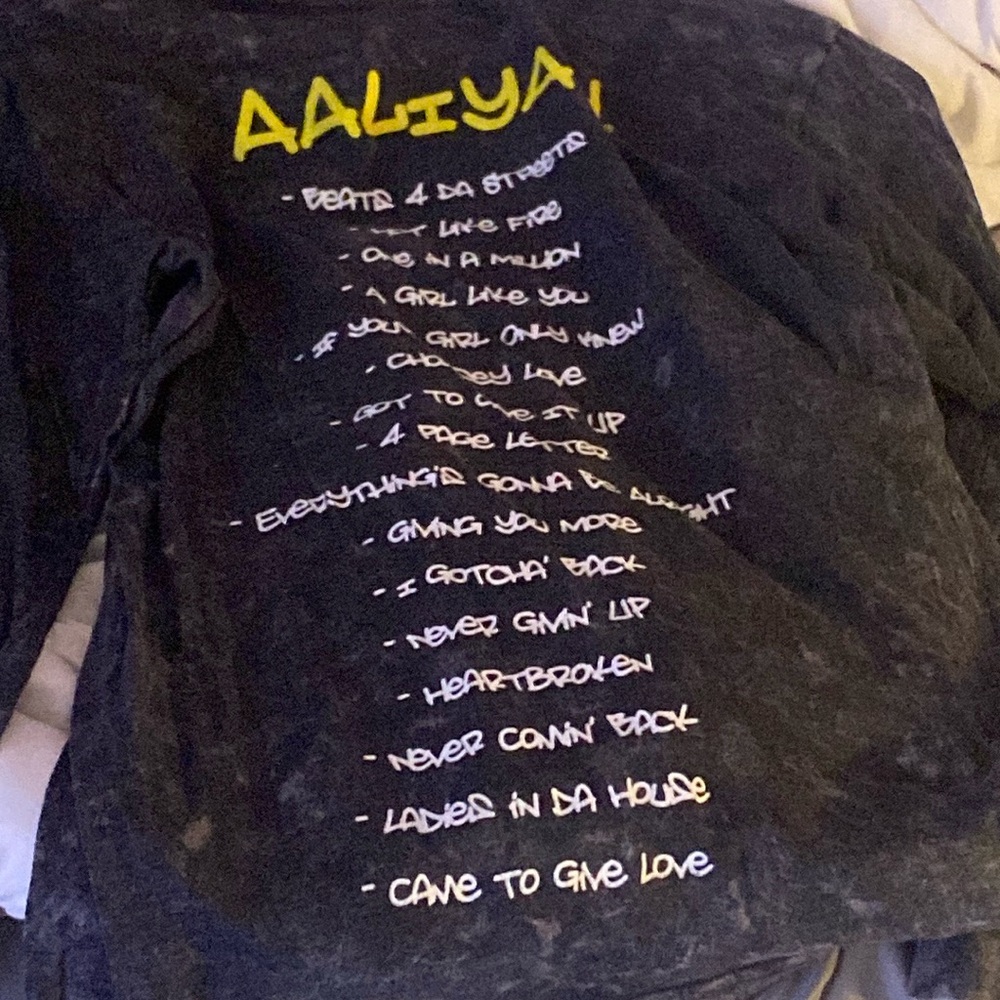 AALIYA
- BEATS 4 DA STREETS
- LIKE FIRE
- ONE IN A MILLION
- A GIRL LIKE YOU
- IF YOUR GIRL ONLY KNEW
- LOVE
- GOT TO GIVE IT UP
- 4 PAGE LETTER
- EVERYTHING'S GONNA BE ALRIGHT
- GIVING YOU MORE
- I GOTCHA' BACK
- NEVER GIVIN' UP
- HEARTBROKEN
- NEVER COMIN' BACK
- LADIES IN DA HOUSE
- CAME TO GIVE LOVE